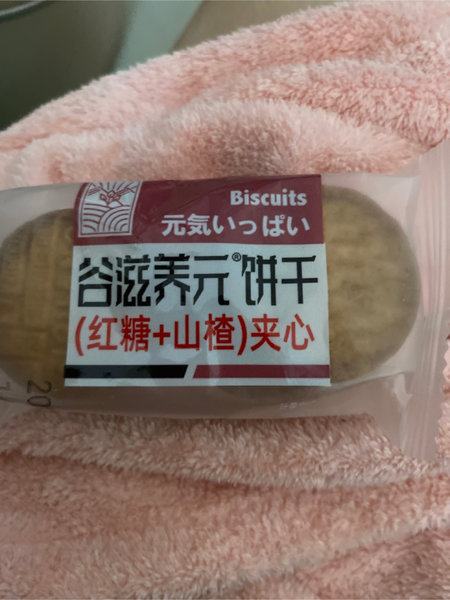 Biscuits
元気いっぱい
谷滋养元®饼干
(红糖+山楂)夹心
20